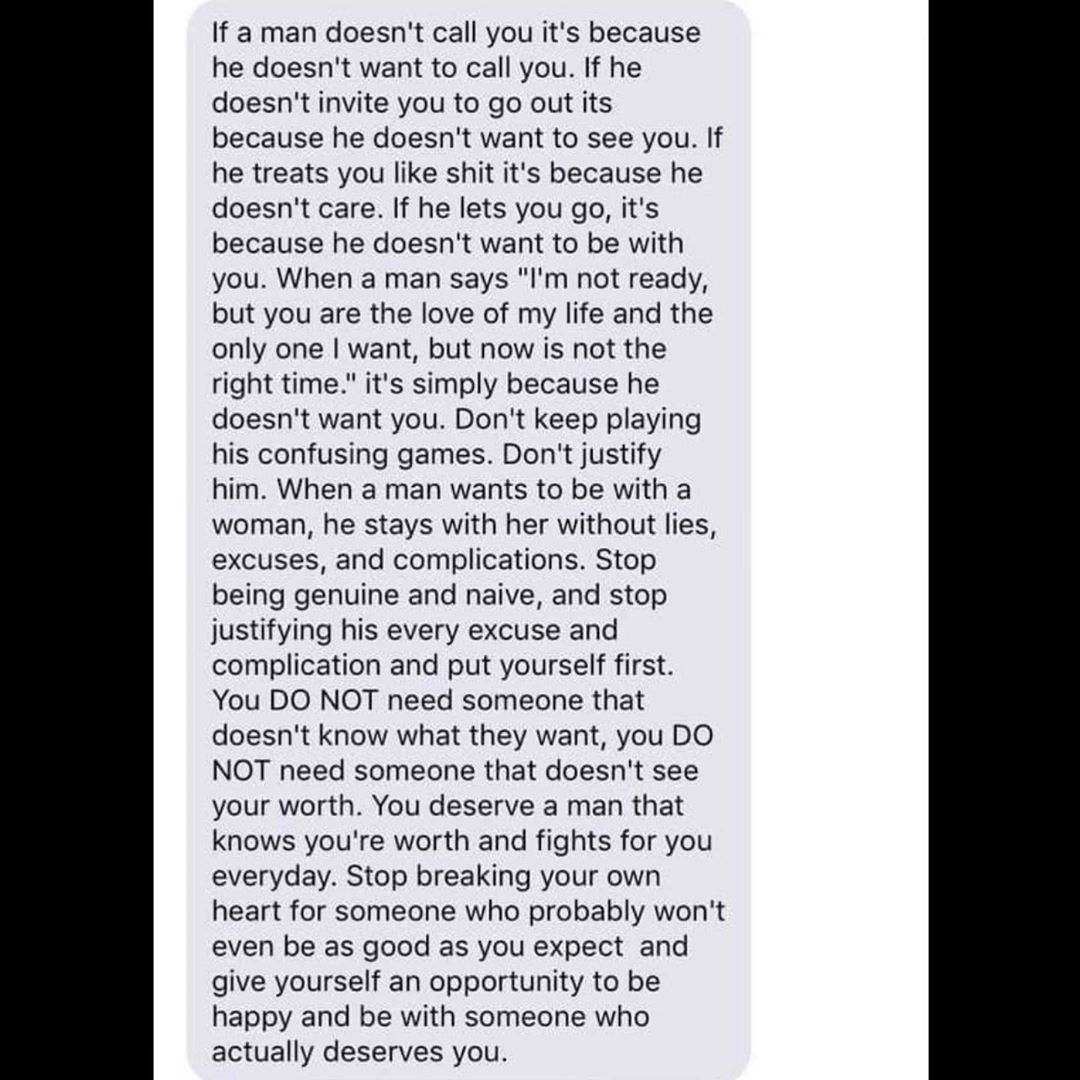 If a man doesn't call you it's because
he doesn't want to call you. If he
doesn't invite you to go out its
because he doesn't want to see you. If
he treats you like shit it's because he
doesn't care. If he lets you go, it's
because he doesn't want to be with
you. When a man says "I'm not ready,
but you are the love of my life and the
only one I want, but now is not the
right time." it's simply because he
doesn't want you. Don't keep playing
his confusing games. Don't justify
him. When a man wants to be with a
woman, he stays with her without lies,
excuses, and complications. Stop
being genuine and naive, and stop
justifying his every excuse and
complication and put yourself first.
You DO NOT need someone that
doesn't know what they want, you DO
NOT need someone that doesn't see
your worth. You deserve a man that
knows you're worth and fights for you
everyday. Stop breaking your own
heart for someone who probably won't
even be as good as you expect  and
give yourself an opportunity to be
happy and be with someone who
actually deserves you.